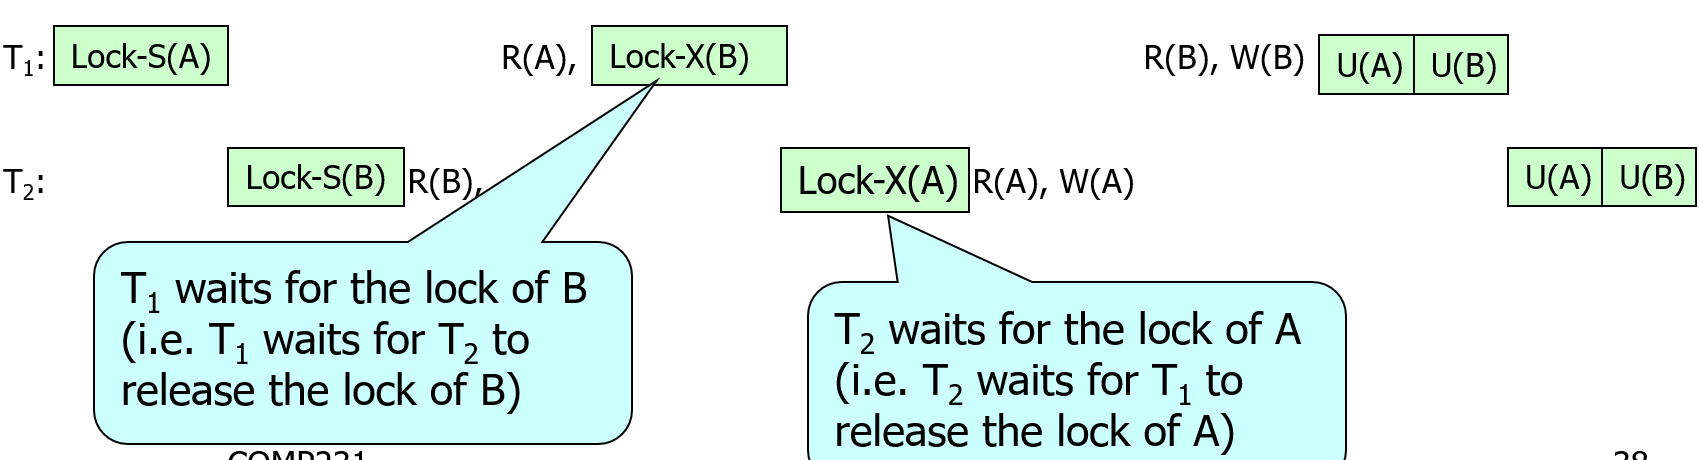 T₁: Lock-S(A) R(A), Lock-X(B) R(B), W(B) U(A) U(B)
T₂: Lock-S(B) R(B), Lock-X(A) R(A), W(A) U(A) U(B)
T₁ waits for the lock of B
(i.e. T₁ waits for T₂ to
release the lock of B)
T₂ waits for the lock of A
(i.e. T₂ waits for T₁ to
release the lock of A)